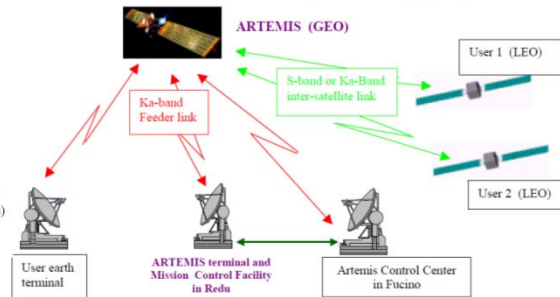 ARTEMIS (GEO)
User 1 (LEO)
S-band or Ka-Band
inter-satellite link
Ka-band
Feeder link
User 2 (LEO)
User earth
terminal
ARTEMIS terminal and
Mission Control Facility
in Redu
Artemis Control Center
in Fucino